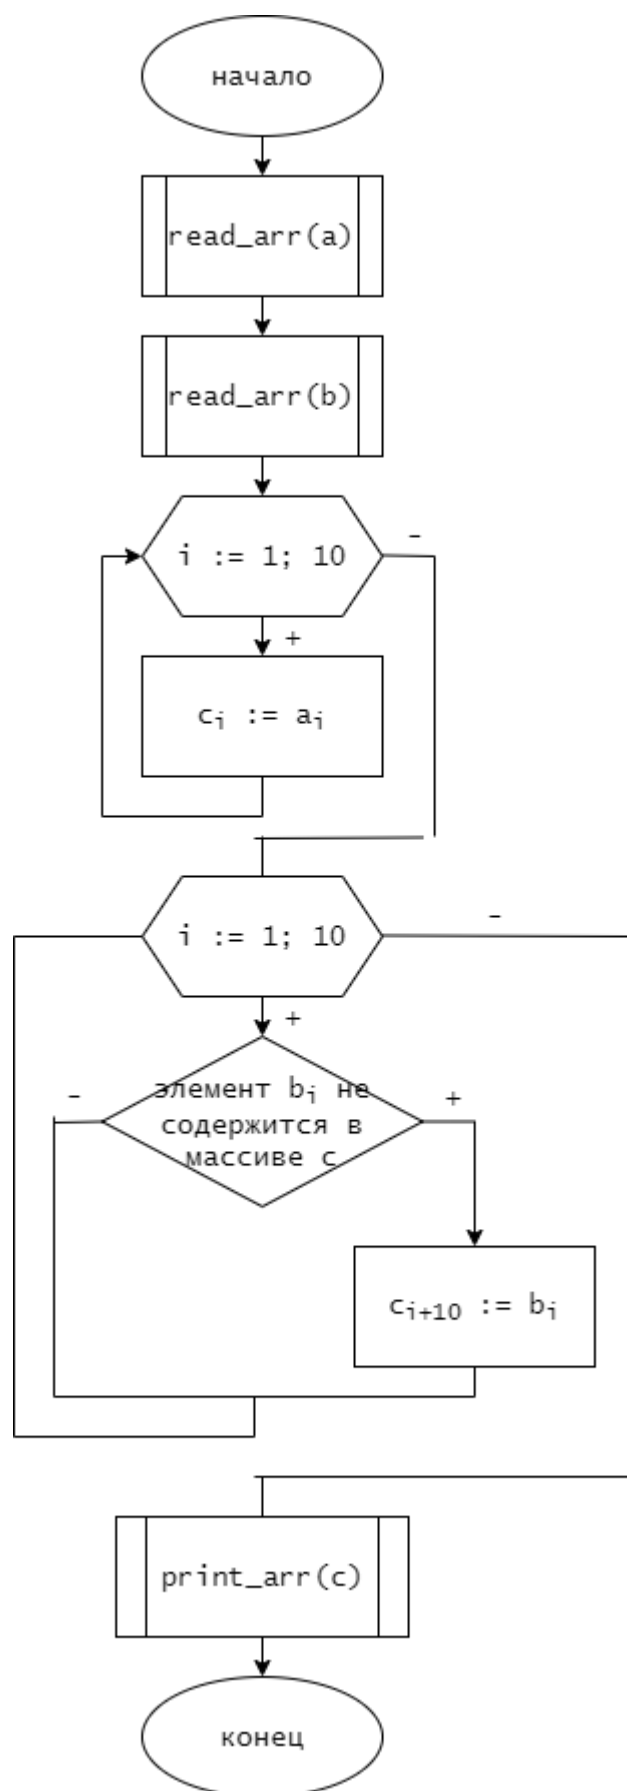 начало
read_arr(a)
read_arr(b)
i := 1; 10
-
+
cᵢ := aᵢ
i := 1; 10
-
+
-
элемент bᵢ не
содержится в
массиве c
+
cᵢ₊₁₀ := bᵢ
print_arr(c)
конец